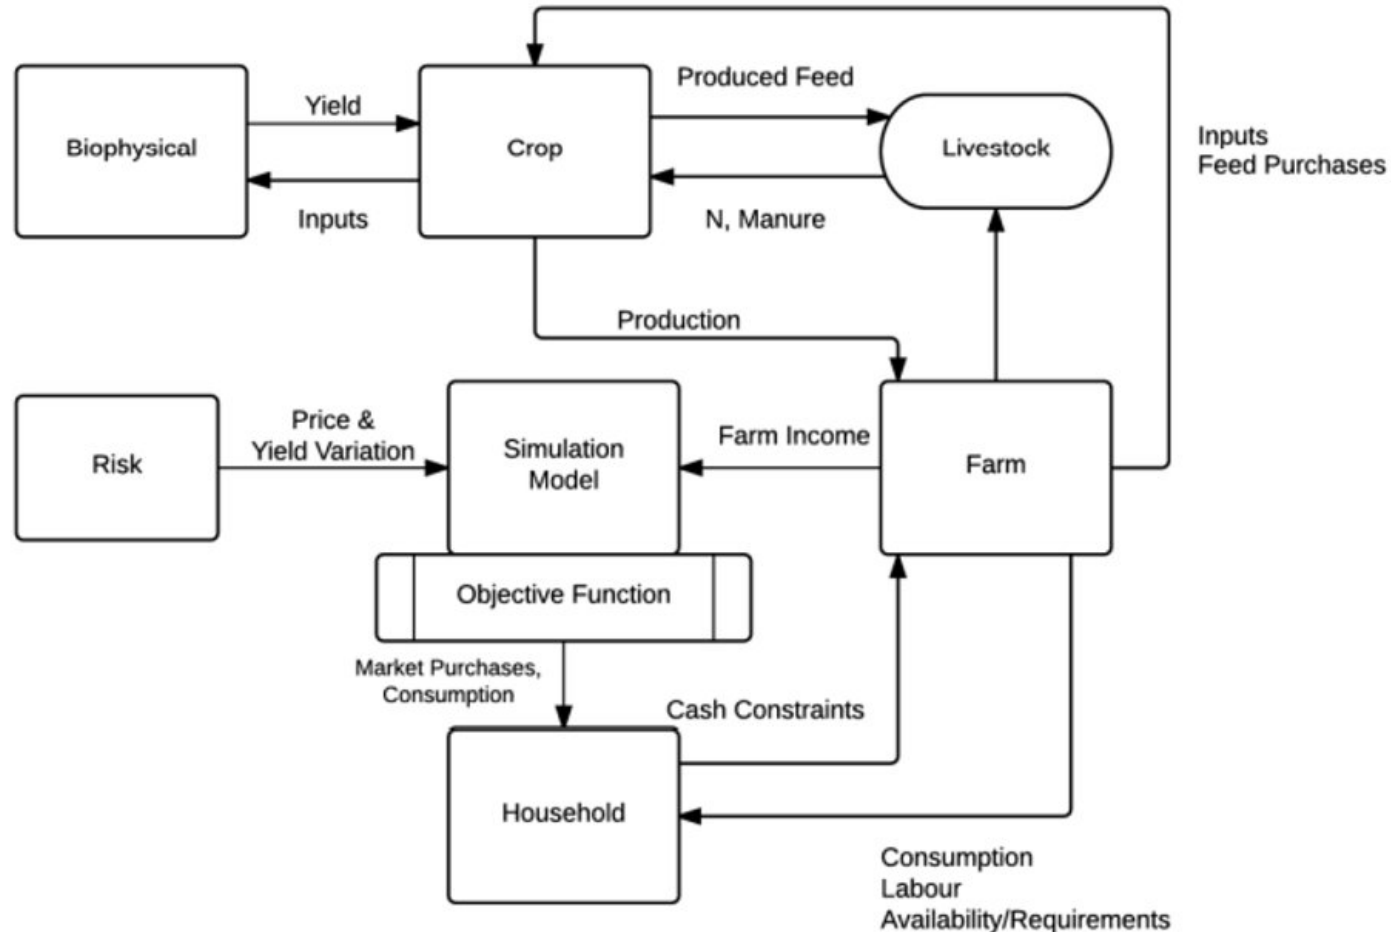 Produced Feed
Yield
Biophysical
Crop
Livestock
Inputs
Feed Purchases
Inputs
N, Manure
Production
Price &
Yield Variation
Risk
Simulation
Model
Farm Income
Farm
Objective Function
Market Purchases,
Consumption
Cash Constraints
Household
Consumption
Labour
Availability/Requirements